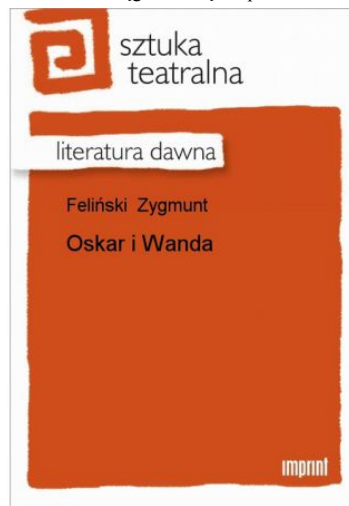 sztuka
teatralna
literatura dawna
Feliński Zygmunt
Oskar i Wanda
imprint